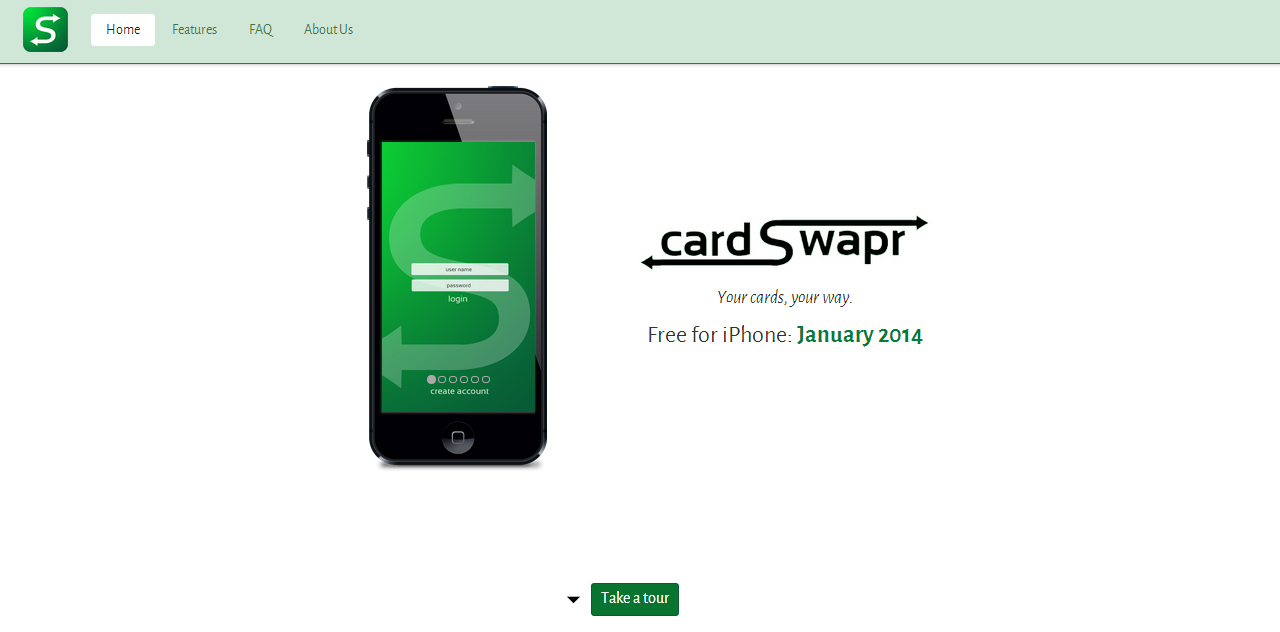 Home Features FAQ About Us
user name
password
login
create account
cardSwapr
Your cards, your way.
Free for iPhone: January 2014
Take a tour